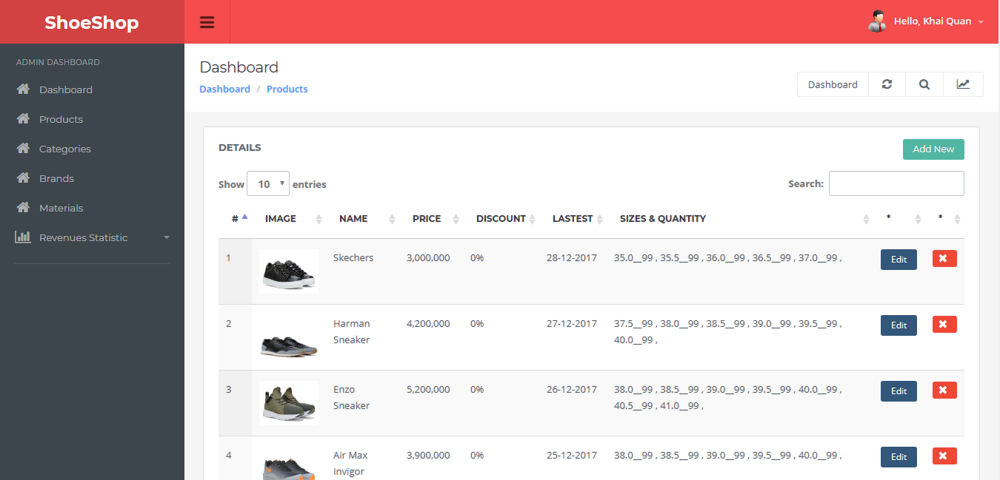 ShoeShop
Hello, Khai Quan
ADMIN DASHBOARD
Dashboard
Products
Categories
Brands
Materials
Revenues Statistic
Dashboard
Dashboard / Products
Dashboard
DETAILS
Add New
Show 10 entries
Search:
# IMAGE NAME PRICE DISCOUNT LASTEST SIZES & QUANTITY * *
1 Skechers 3,000,000 0% 28-12-2017 35.0__99 , 35.5__99 , 36.0__99 , 36.5__99 , 37.0__99 , Edit
2 Harman 4,200,000 0% 27-12-2017 37.5__99 , 38.0__99 , 38.5__99 , 39.0__99 , 39.5__99 , Edit
Sneaker 40.0__99 ,
3 Enzo 5,200,000 0% 26-12-2017 38.0__99 , 38.5__99 , 39.0__99 , 39.5__99 , 40.0__99 , Edit
Sneaker 40.5__99 , 41.0__99 ,
4 Air Max 3,900,000 0% 25-12-2017 38.0__99 , 38.5__99 , 39.0__99 , 39.5__99 , 40.0__99 , Edit
Invigor